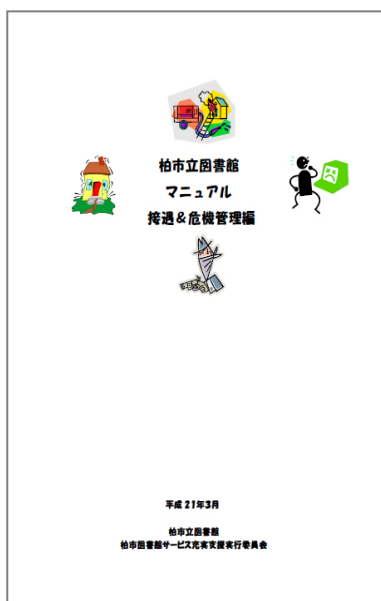 柏市立図書館
マニュアル
接遇＆危機管理編
平成21年3月
柏市立図書館
柏市図書館サービス充実支援実行委員会